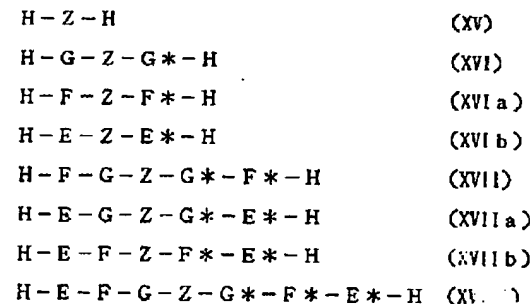 H-Z-H (XV)
H-G-Z-G*-H (XVI)
H-F-Z-F*-H (XVIa)
H-E-Z-E*-H (XVIb)
H-F-G-Z-G*-F*-H (XVII)
H-E-G-Z-G*-E*-H (XVIIa)
H-E-F-Z-F*-E*-H (XVIIb)
H-E-F-G-Z-G*-F*-E*-H